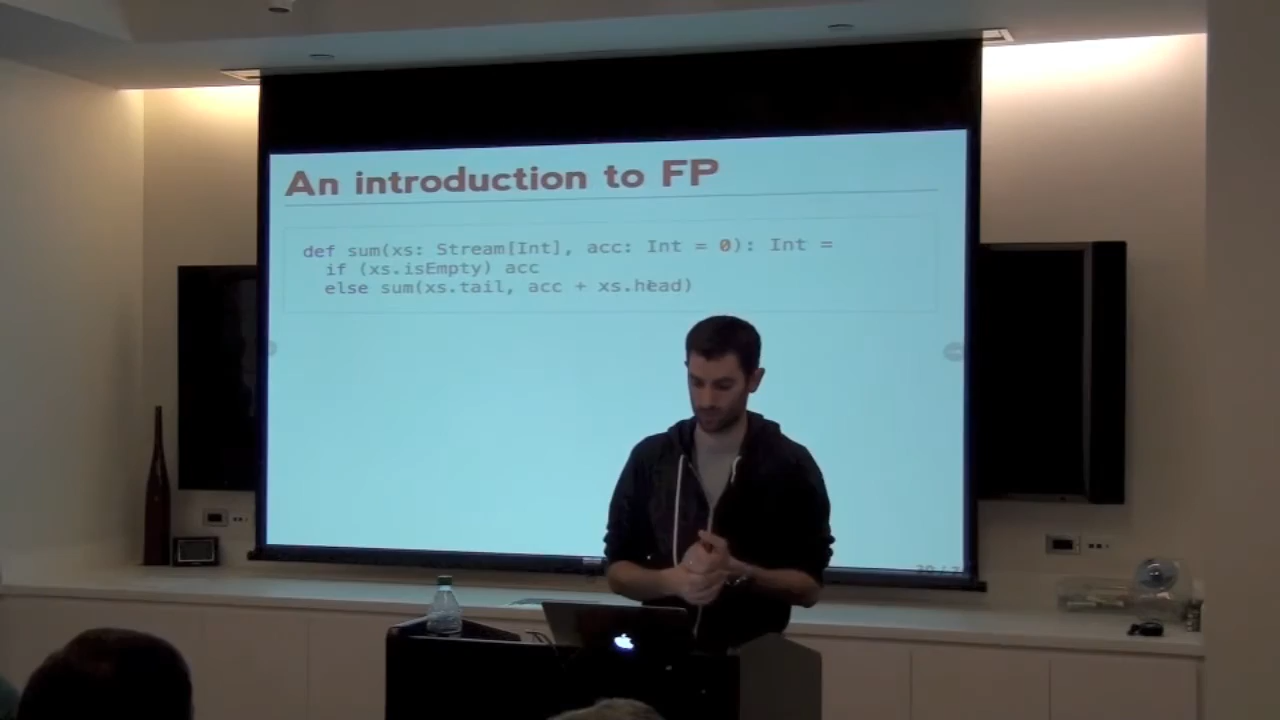 An introduction to FP
def sum(xs: Stream[Int], acc: Int = 0): Int =
if (xs.isEmpty) acc
else sum(xs.tail, acc + xs.head)